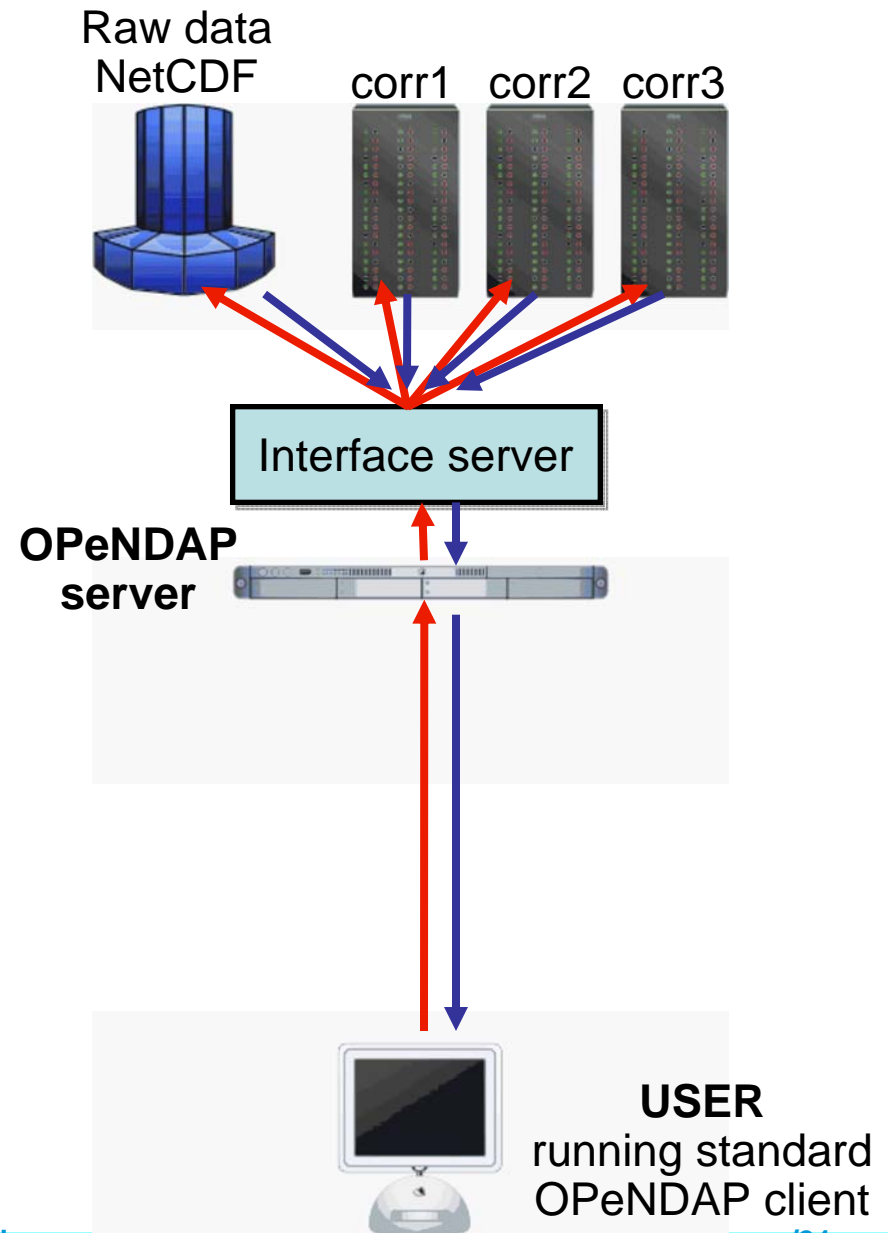 Raw data
NetCDF
corr1 corr2 corr3
Interface server
OPeNDAP
server
USER
running standard
OPeNDAP client